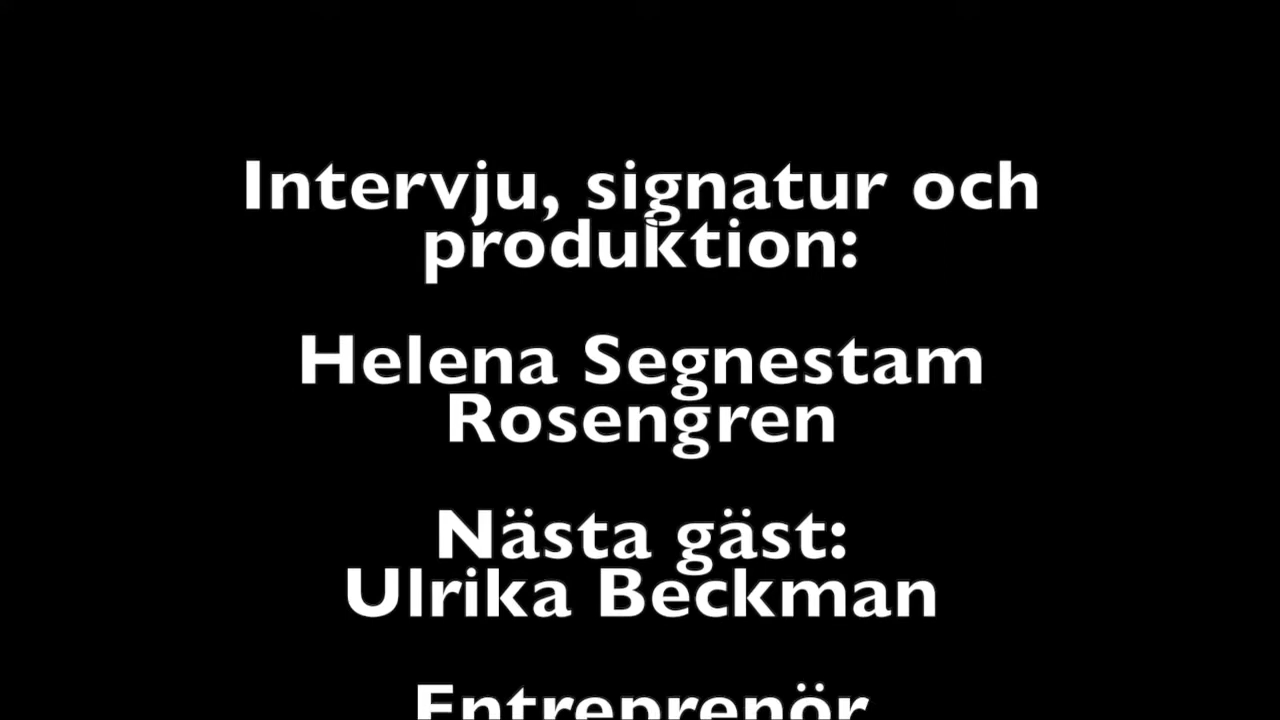 Intervju, signatur och
produktion:
Helena Segnestam
Rosengren
Nästa gäst:
Ulrika Beckman
Entreprenör